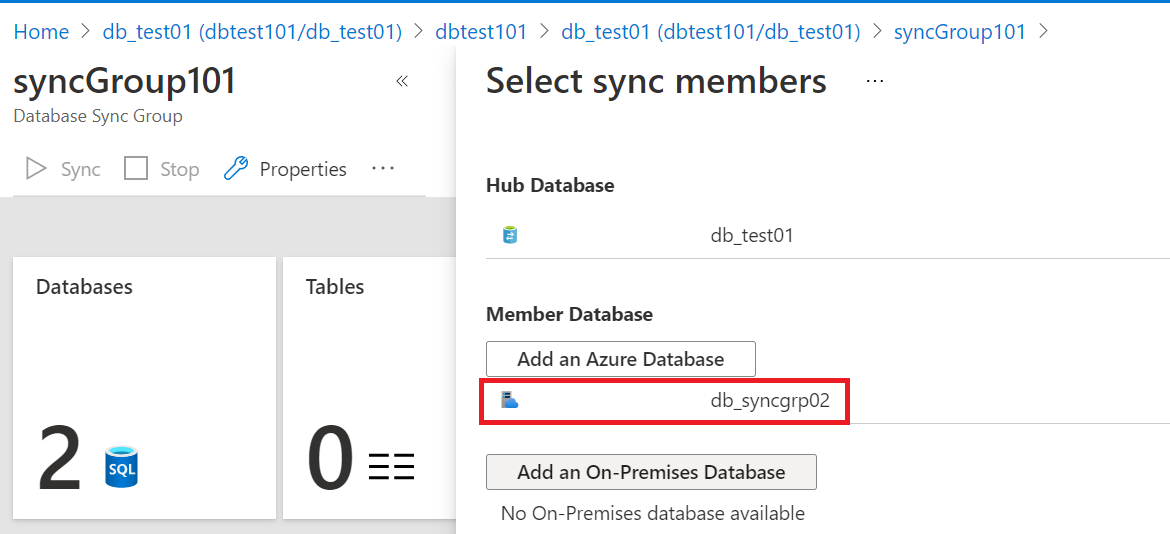 Home > db_test01 (dbtest101/db_test01) > dbtest101 > db_test01 (dbtest101/db_test01) > syncGroup101 >
syncGroup101 «
Database Sync Group
Sync Stop Properties ...
Databases
2
SQL
Tables
0
Select sync members ...
Hub Database
db_test01
Member Database
Add an Azure Database
db_syncgrp02
Add an On-Premises Database
No On-Premises database available